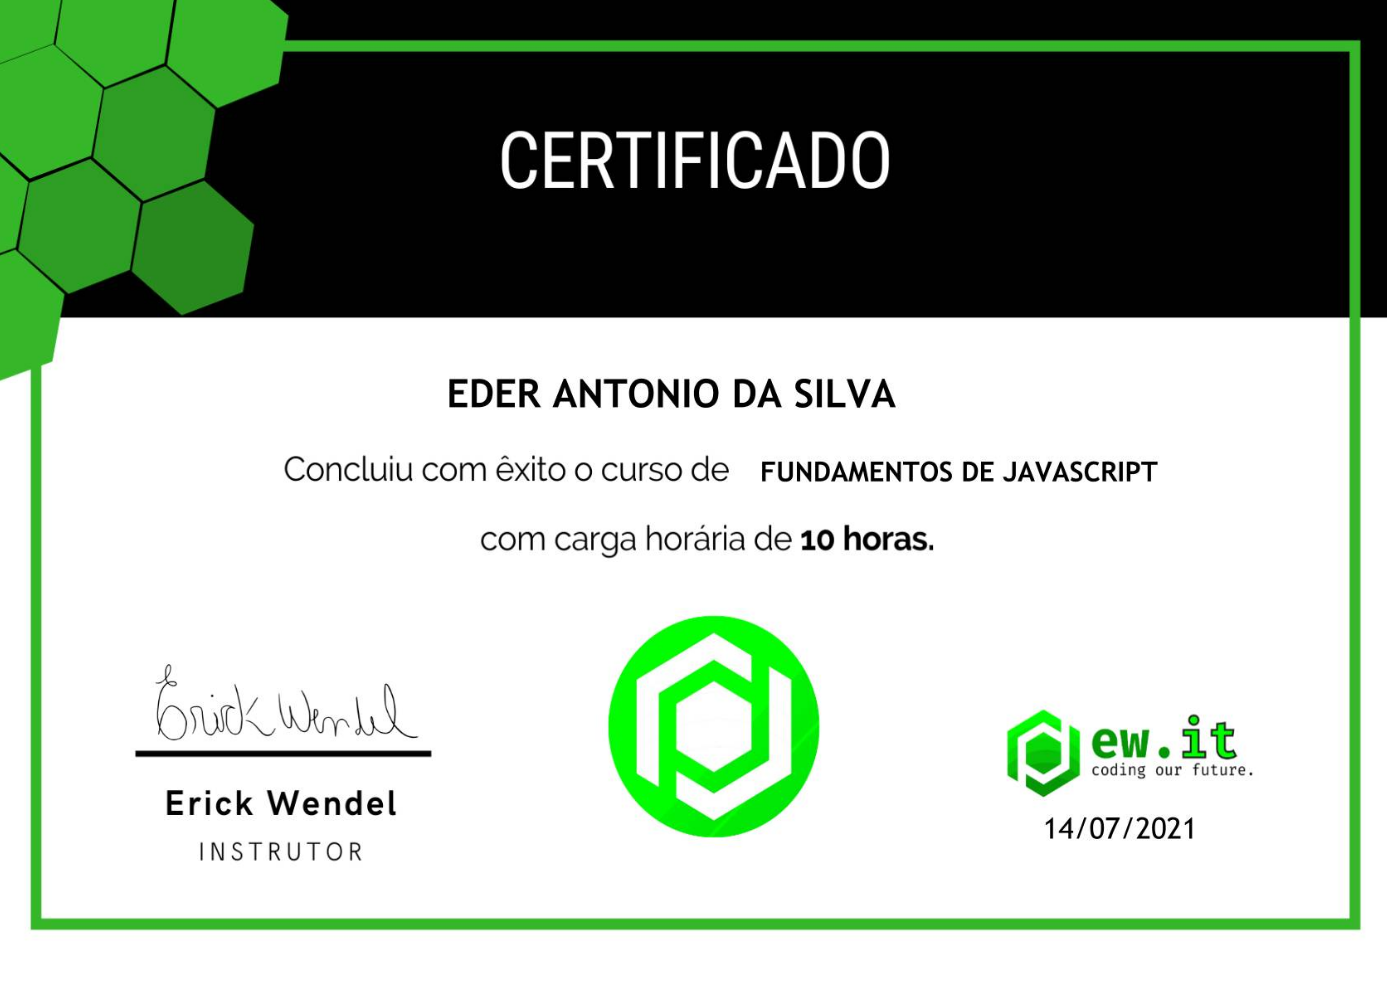 CERTIFICADO
EDER ANTONIO DA SILVA
Concluiu com êxito o curso de FUNDAMENTOS DE JAVASCRIPT
com carga horária de 10 horas.
Erick Wendel
Erick Wendel
INSTRUTOR
ew.it
coding our future.
14/07/2021